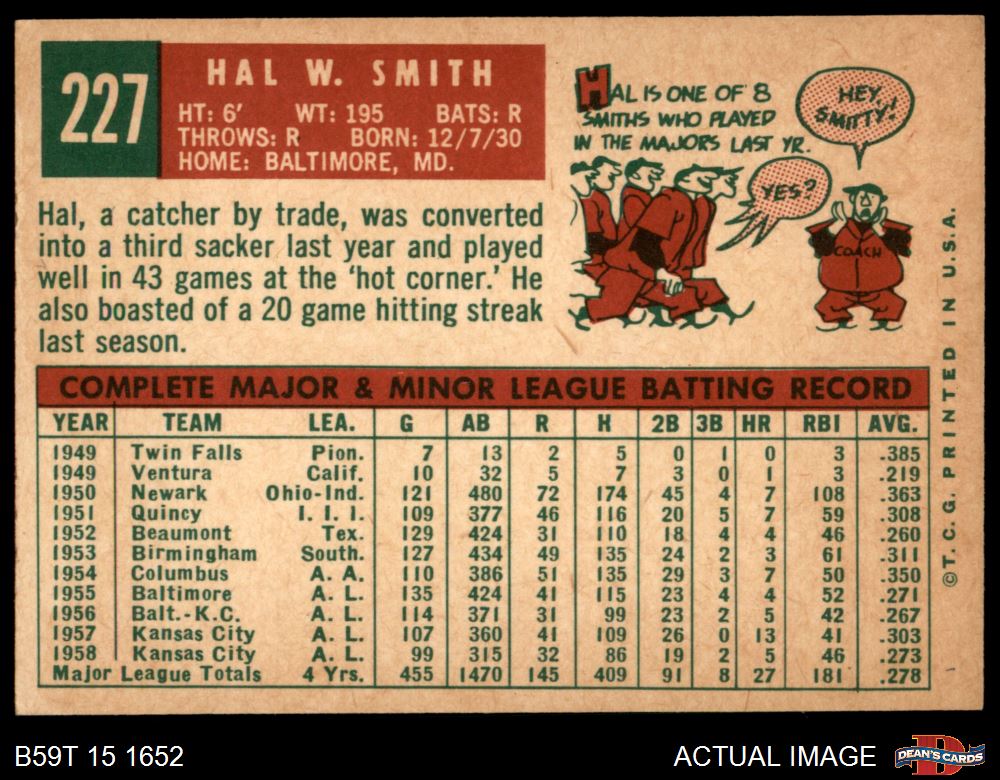 227
HAL W. SMITH
HT: 6' WT: 195 BATS: R
THROWS: R BORN: 12/7/30
HOME: BALTIMORE, MD.
HAL IS ONE OF 8
SMITHS WHO PLAYED
IN THE MAJORS LAST YR.
HEY, SMITTY!
YES?
COACH
Hal, a catcher by trade, was converted
into a third sacker last year and played
well in 43 games at the 'hot corner.' He
also boasted of a 20 game hitting streak
last season.
COMPLETE MAJOR & MINOR LEAGUE BATTING RECORD
YEAR TEAM LEA. G AB R H 2B 3B HR RBI AVG.
1949 Twin Falls Pion. 7 13 2 5 0 1 0 3 .385
1949 Ventura Calif. 10 32 5 7 3 0 1 3 .219
1950 Newark Ohio-Ind. 121 480 72 174 45 4 7 108 .363
1951 Quincy I. I. I. 109 377 46 116 20 5 7 59 .308
1952 Beaumont Tex. 129 424 31 110 18 4 4 46 .260
1953 Birmingham South. 127 434 49 135 24 2 3 61 .311
1954 Columbus A. A. 110 386 51 135 29 3 7 50 .350
1955 Baltimore A. L. 135 424 41 115 23 4 4 52 .271
1956 Balt.-K.C. A. L. 114 371 31 99 23 2 5 42 .267
1957 Kansas City A. L. 107 360 41 109 26 0 13 41 .303
1958 Kansas City A. L. 99 315 32 86 19 2 5 46 .273
Major League Totals 4 Yrs. 455 1470 145 409 91 8 27 181 .278
©T. C. G. PRINTED IN U.S.A.
B59T 15 1652
ACTUAL IMAGE
DEAN'S CARDS